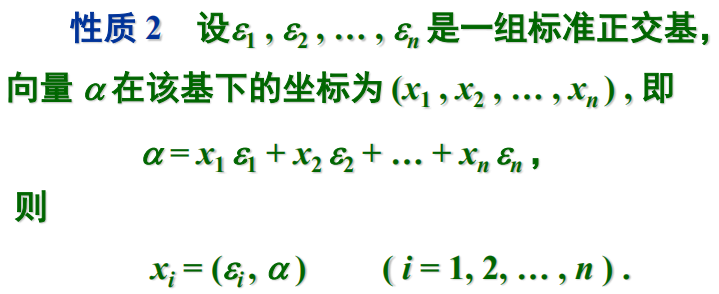 性质 2 设ε₁ , ε₂ , … , εₙ 是一组标准正交基，
向量 α 在该基下的坐标为 (x₁ , x₂ , … , xₙ ) , 即
α = x₁ ε₁ + x₂ ε₂ + … + xₙ εₙ ，
则
xᵢ = (εᵢ, α ) ( i = 1, 2, … , n ) .